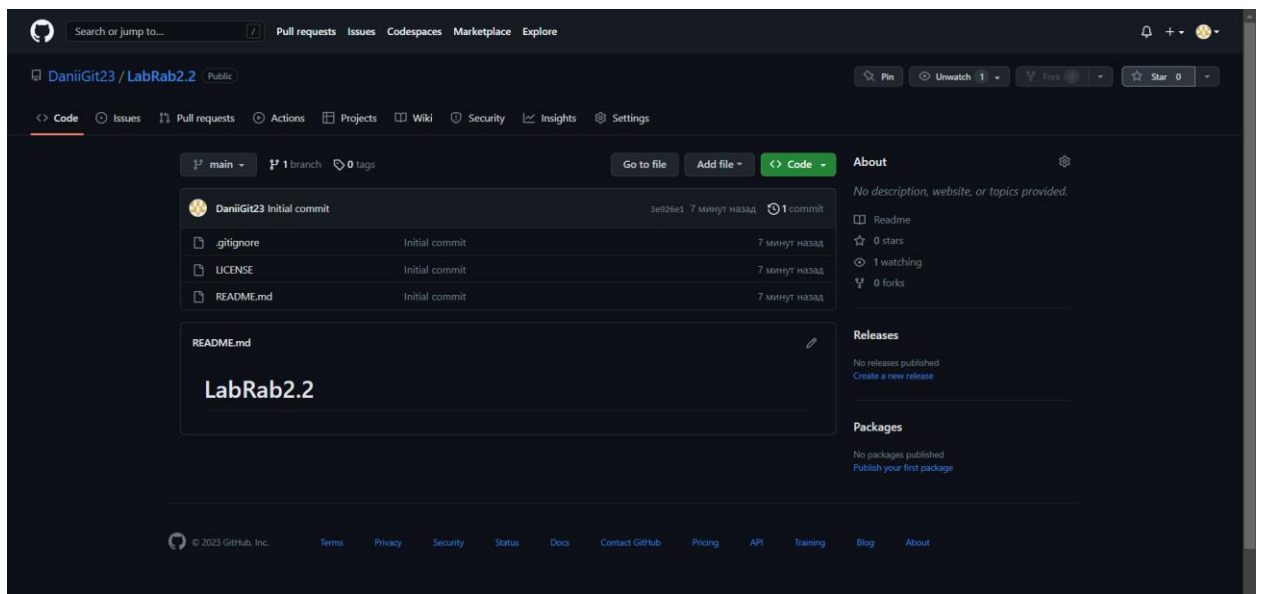 Search or jump to... / Pull requests Issues Codespaces Marketplace Explore
DaniiGit23 / LabRab2.2 Public Pin Unwatch 1 Fork 0 Star 0
Code Issues Pull requests Actions Projects Wiki Security Insights Settings
main 1 branch 0 tags Go to file Add file Code
DaniiGit23 Initial commit 3e926e1 7 минут назад 1 commit
.gitignore Initial commit 7 минут назад
LICENSE Initial commit 7 минут назад
README.md Initial commit 7 минут назад
README.md
LabRab2.2
About
No description, website, or topics provided.
Readme
0 stars
1 watching
0 forks
Releases
No releases published
Create a new release
Packages
No packages published
Publish your first package
© 2023 GitHub, Inc. Terms Privacy Security Status Docs Contact GitHub Pricing API Training Blog About